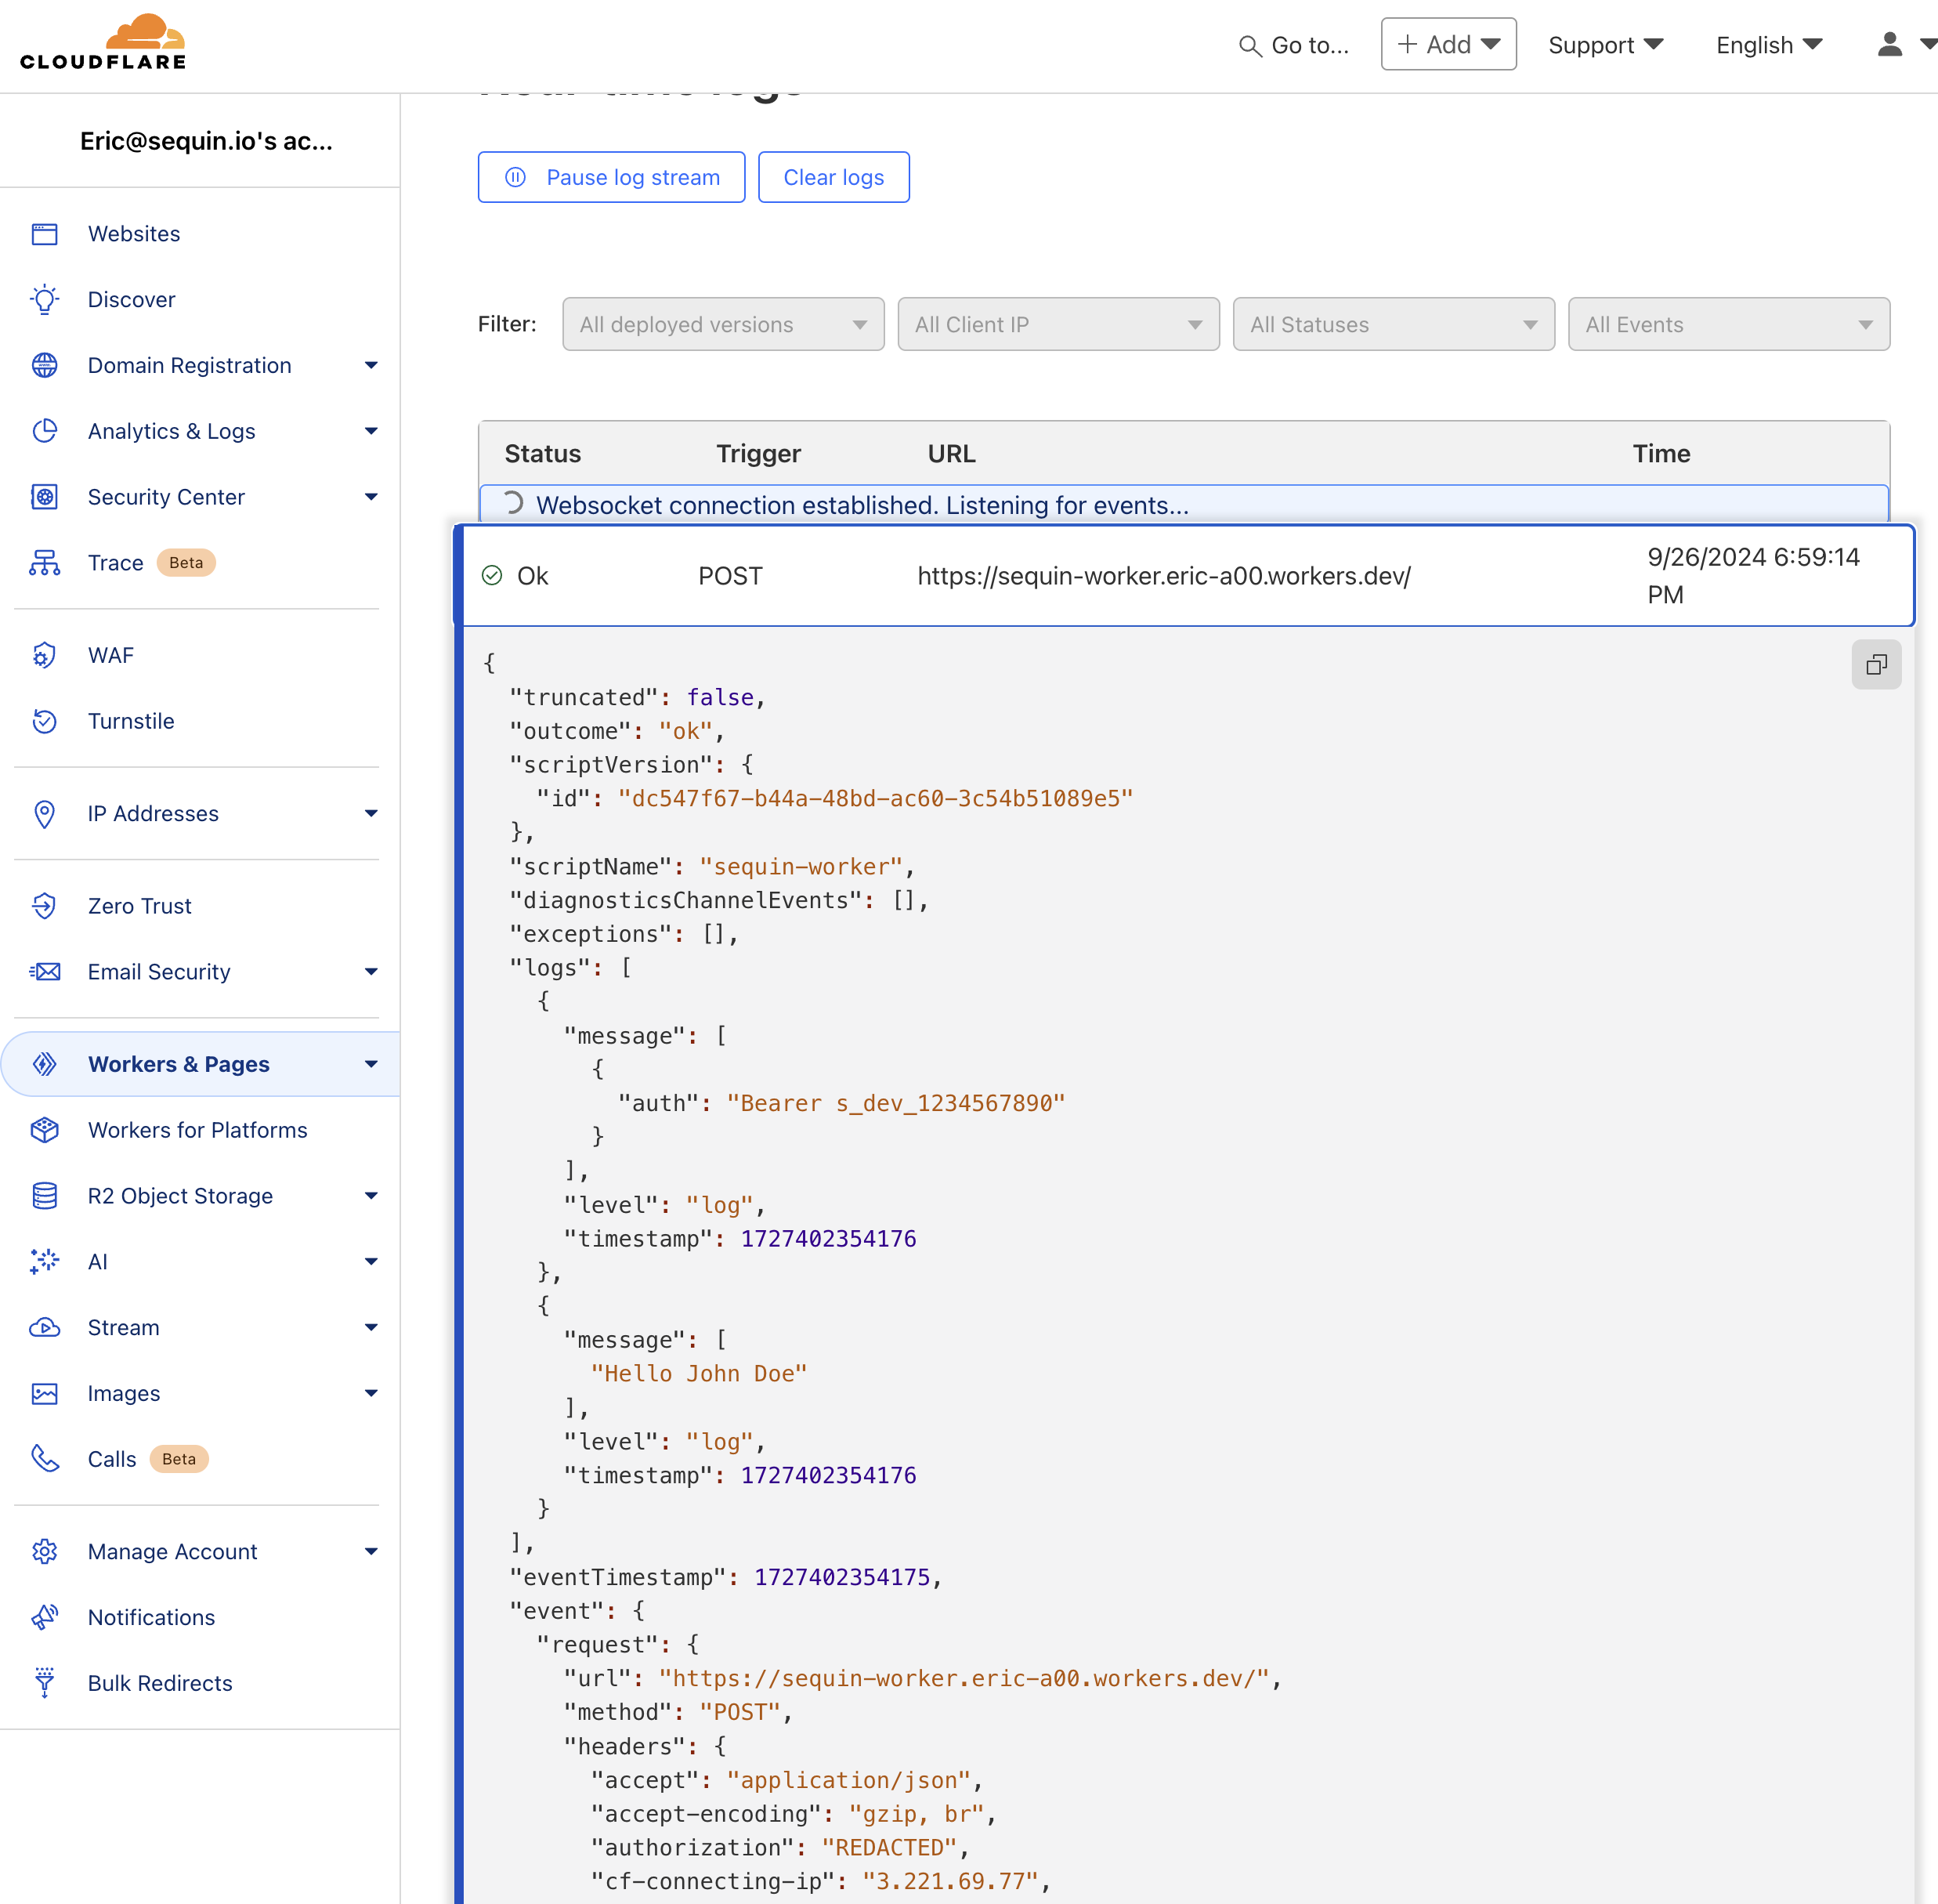 CLOUDFLARE
Go to...
Add
Support
English
Eric@sequin.io's ac...
Websites
Discover
Domain Registration
Analytics & Logs
Security Center
Trace Beta
WAF
Turnstile
IP Addresses
Zero Trust
Email Security
Workers & Pages
Workers for Platforms
R2 Object Storage
AI
Stream
Images
Calls Beta
Manage Account
Notifications
Bulk Redirects
Pause log stream
Clear logs
Filter:
All deployed versions
All Client IP
All Statuses
All Events
Status Trigger URL Time
Websocket connection established. Listening for events...
Ok POST https://sequin-worker.eric-a00.workers.dev/ 9/26/2024 6:59:14
PM
{
"truncated": false,
"outcome": "ok",
"scriptVersion": {
"id": "dc547f67-b44a-48bd-ac60-3c54b51089e5"
},
"scriptName": "sequin-worker",
"diagnosticsChannelEvents": [],
"exceptions": [],
"logs": [
{
"message": [
{
"auth": "Bearer s_dev_1234567890"
}
],
"level": "log",
"timestamp": 1727402354176
},
{
"message": [
"Hello John Doe"
],
"level": "log",
"timestamp": 1727402354176
}
],
"eventTimestamp": 1727402354175,
"event": {
"request": {
"url": "https://sequin-worker.eric-a00.workers.dev/",
"method": "POST",
"headers": {
"accept": "application/json",
"accept-encoding": "gzip, br",
"authorization": "REDACTED",
"cf-connecting-ip": "3.221.69.77",